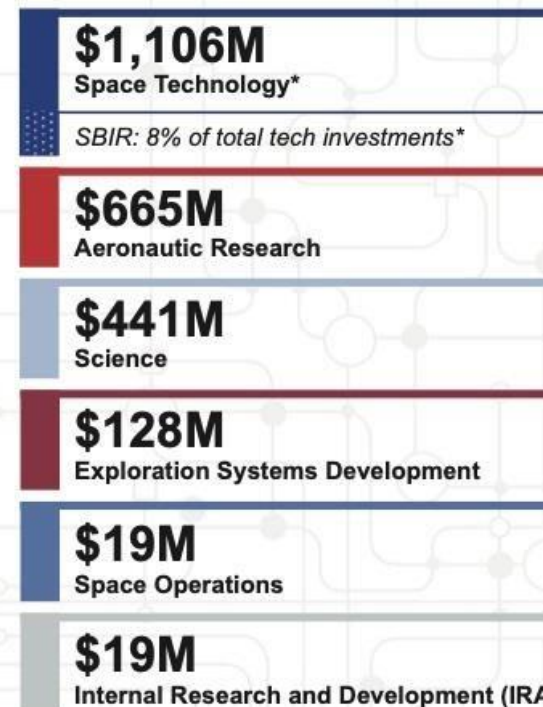 $1,106M
Space Technology*
SBIR: 8% of total tech investments*
$665M
Aeronautic Research
$441M
Science
$128M
Exploration Systems Development
$19M
Space Operations
$19M
Internal Research and Development (IRA